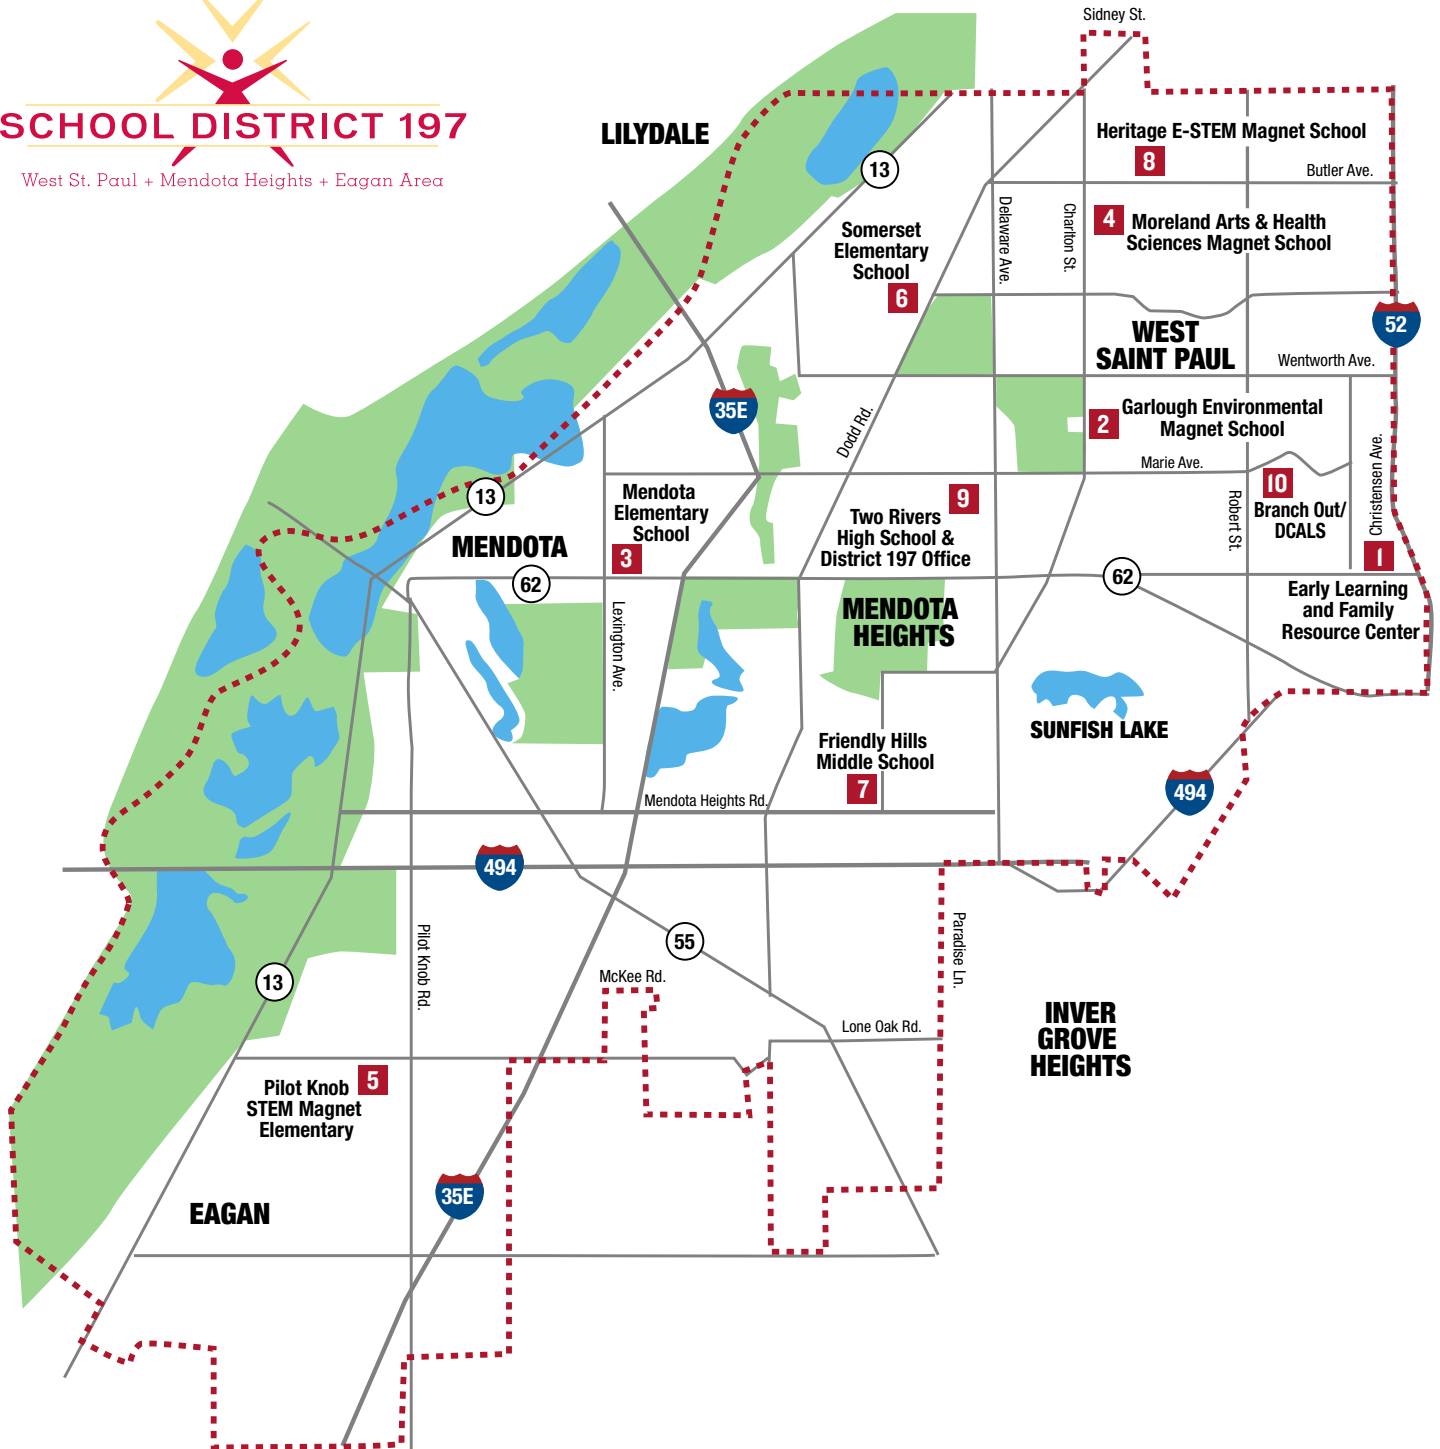 Sidney St.
SCHOOL DISTRICT 197
West St. Paul + Mendota Heights + Eagan Area
LILYDALE
Heritage E-STEM Magnet School
8
13
Butler Ave.
Delaware Ave.
Charlton St.
4
Moreland Arts & Health
Sciences Magnet School
Somerset
Elementary
School
6
52
WEST
SAINT PAUL
Wentworth Ave.
35E
Dodd Rd.
2
Garlough Environmental
Magnet School
Christensen Ave.
Marie Ave.
13
Mendota
Elementary
School
3
9
Two Rivers
High School &
District 197 Office
Robert St.
10
Branch Out/
DCALS
1
MENDOTA
62
62
Early Learning
and Family
Resource Center
Lexington Ave.
MENDOTA
HEIGHTS
SUNFISH LAKE
Friendly Hills
Middle School
7
Mendota Heights Rd.
494
494
Pilot Knob Rd.
55
Paradise Ln.
13
McKee Rd.
Lone Oak Rd.
INVER
GROVE
HEIGHTS
Pilot Knob
STEM Magnet
Elementary
5
35E
EAGAN